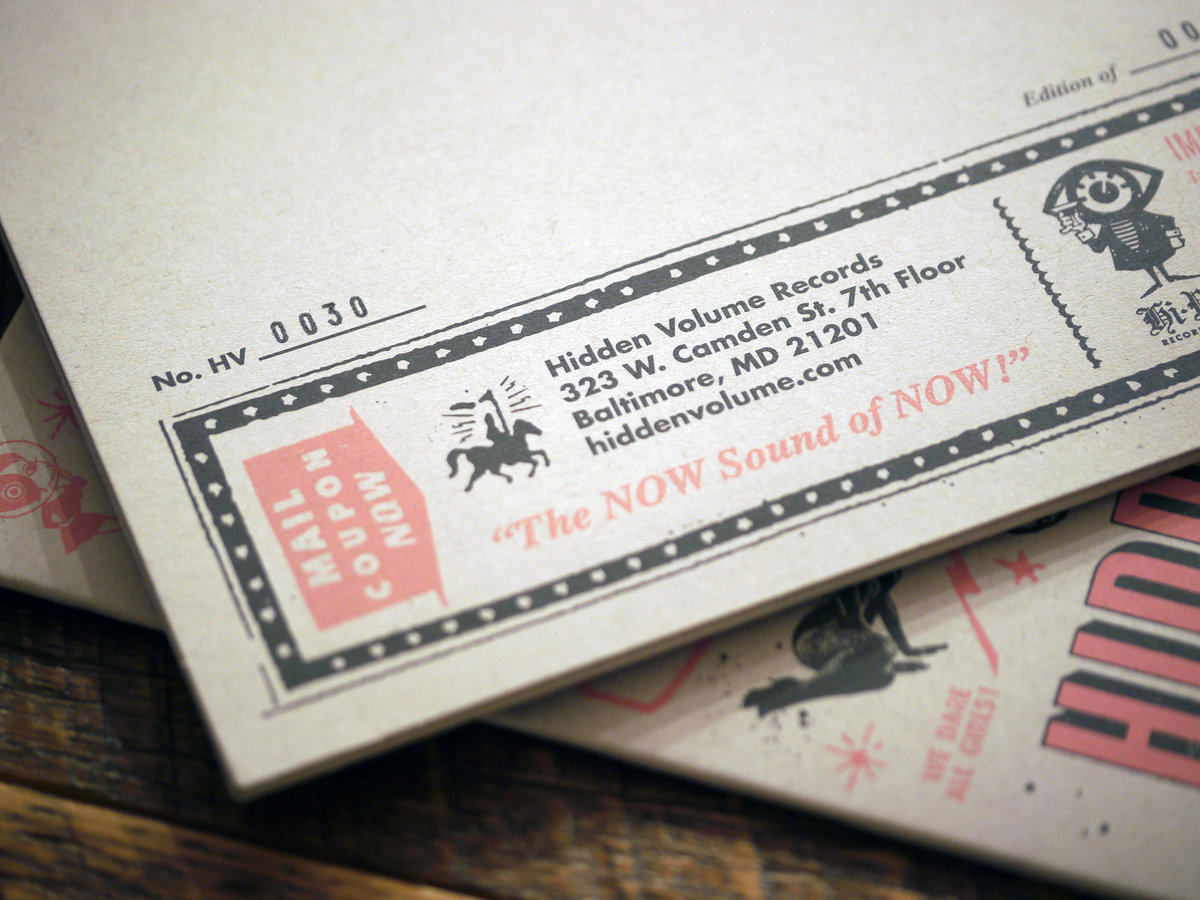 Edition of
No. HV 0030
MAIL
COUPON
NOW
Hidden Volume Records
323 W. Camden St. 7th Floor
Baltimore, MD 21201
hiddenvolume.com
“The NOW Sound of NOW!”
WE DARE
ALL GIRLS!